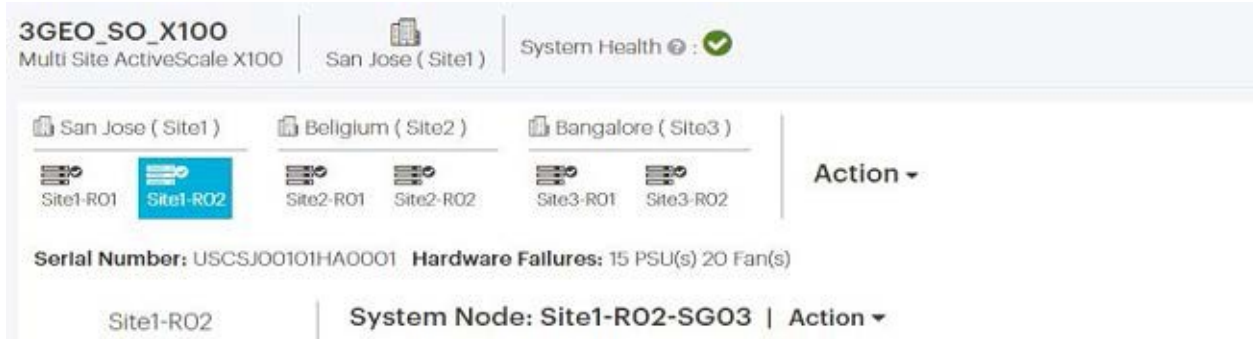 3GEO_SO_X100
Multi Site ActiveScale X100
San Jose ( Site1 )
System Health ? :
San Jose ( Site1 )
Beligium ( Site2 )
Bangalore ( Site3 )
Site1-R01
Site1-R02
Site2-R01
Site2-R02
Site3-R01
Site3-R02
Action
Serial Number: USCSJ00101HA0001 Hardware Failures: 15 PSU(s) 20 Fan(s)
Site1-R02
System Node: Site1-R02-SG03 | Action